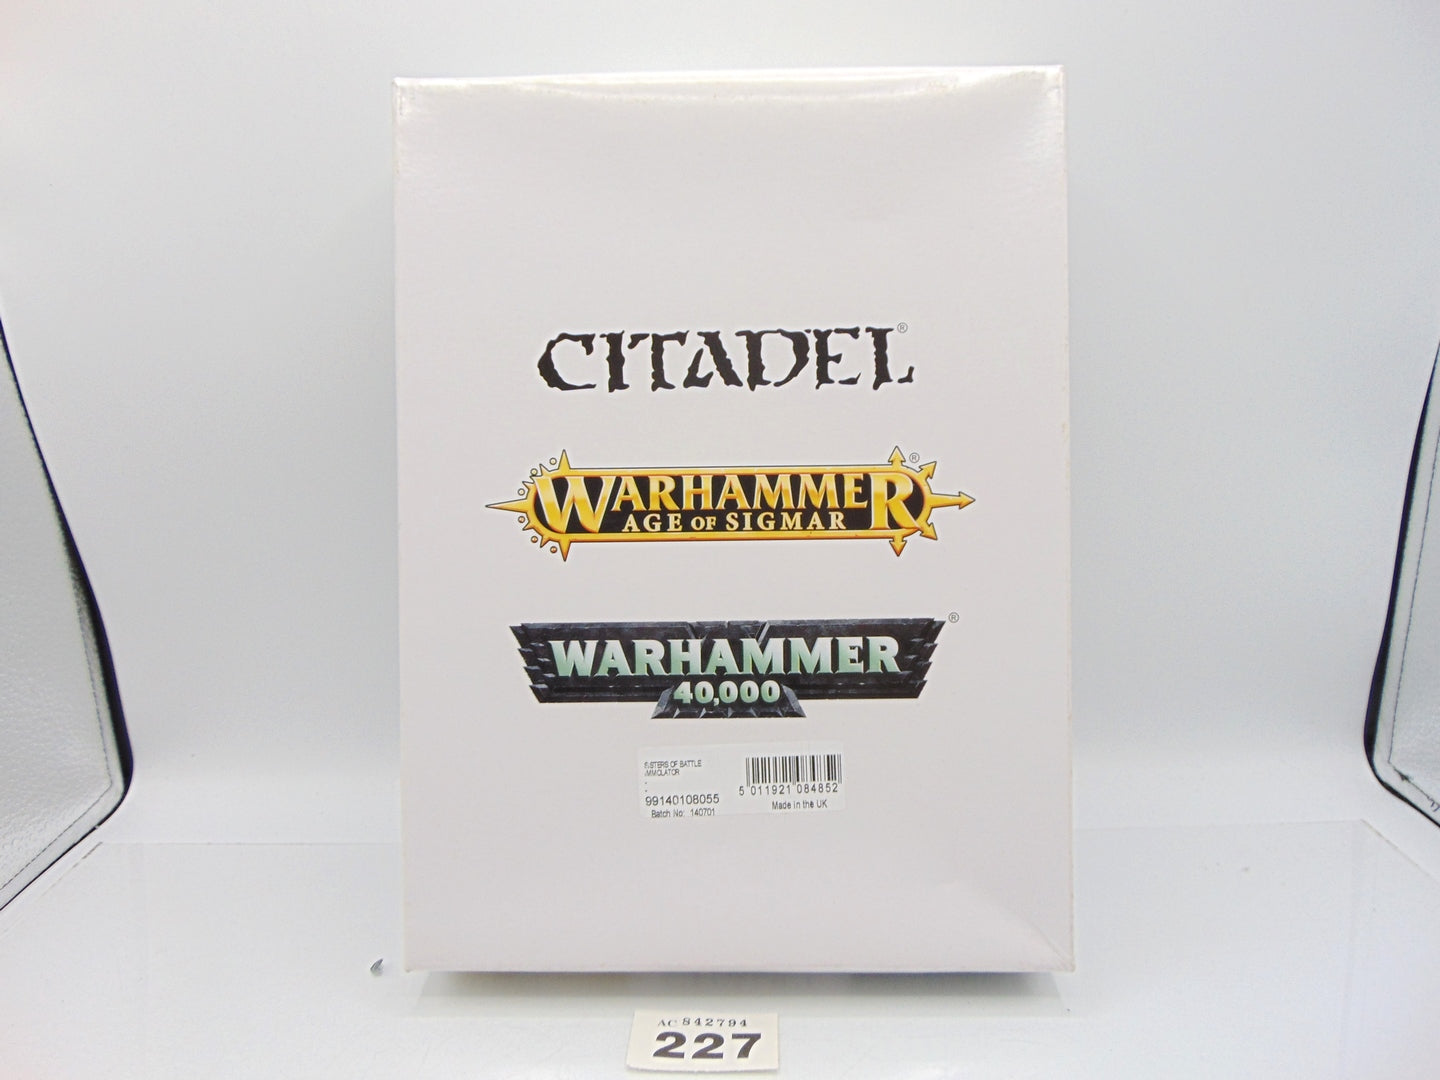 CITADEL®
WARHAMMER®
AGE OF SIGMAR
WARHAMMER®
40,000
SISTERS OF BATTLE
IMMOLATOR
-
-
99140108055
Batch No: 140701
5 011921 084852
Made in the UK
AC 842794
227